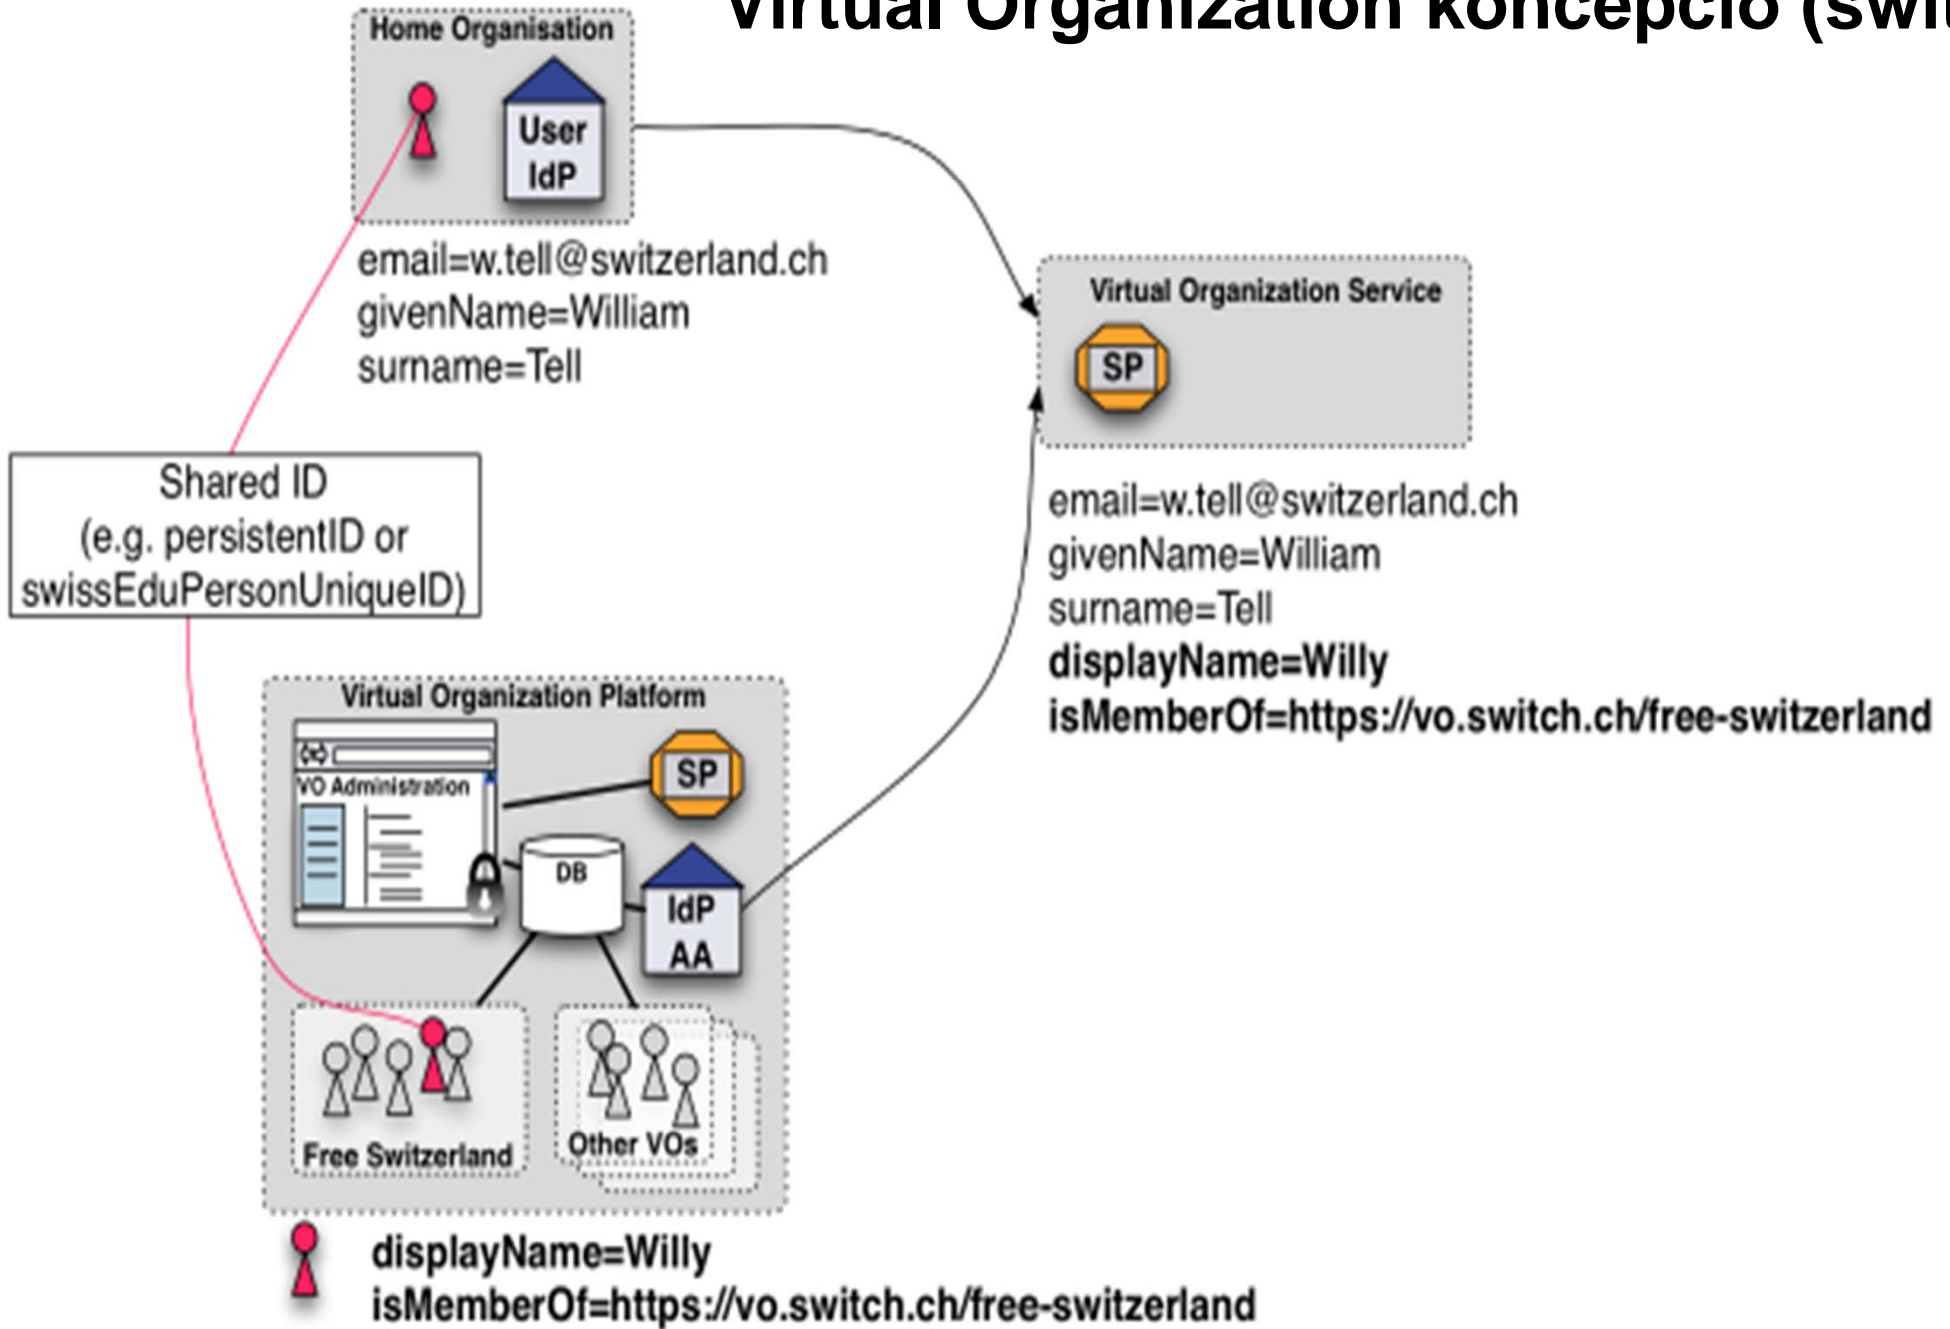 Virtual Organization koncepció (swit
Home Organisation
User
IdP
email=w.tell@switzerland.ch
givenName=William
surname=Tell
Virtual Organization Service
SP
email=w.tell@switzerland.ch
givenName=William
surname=Tell
displayName=Willy
isMemberOf=https://vo.switch.ch/free-switzerland
Shared ID
(e.g. persistentID or
swissEduPersonUniqueID)
Virtual Organization Platform
VO Administration
SP
DB
IdP
AA
Free Switzerland
Other VOs
displayName=Willy
isMemberOf=https://vo.switch.ch/free-switzerland